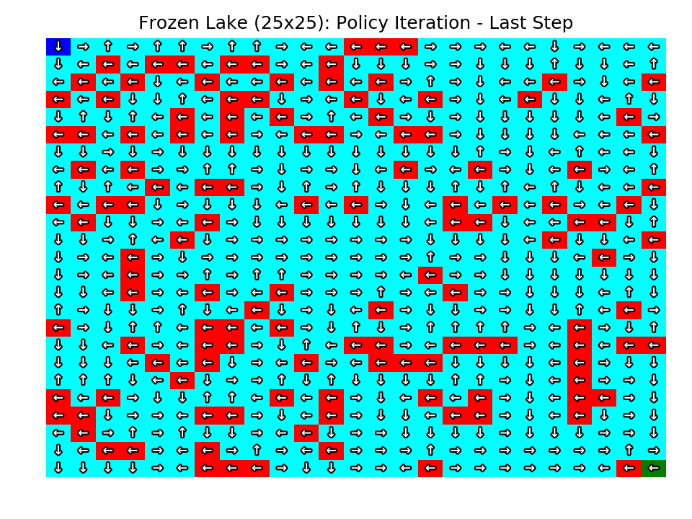 Frozen Lake (25x25): Policy Iteration - Last Step